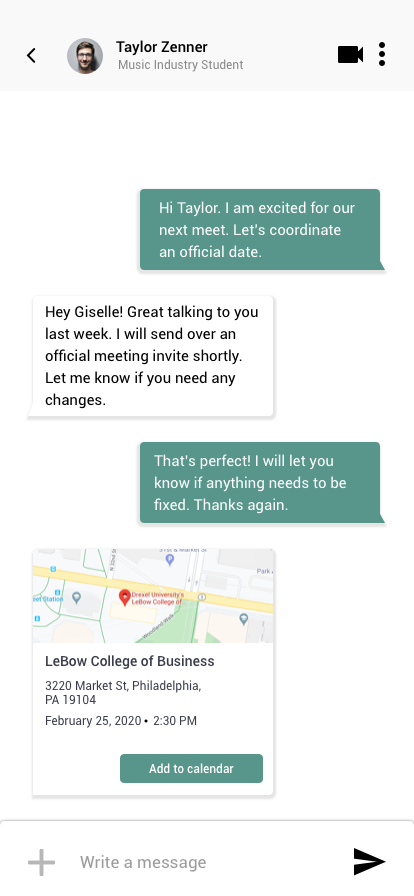 Taylor Zenner
Music Industry Student
Hi Taylor. I am excited for our
next meet. Let's coordinate
an official date.
Hey Giselle! Great talking to you
last week. I will send over an
official meeting invite shortly.
Let me know if you need any
changes.
That's perfect! I will let you
know if anything needs to be
fixed. Thanks again.
N 32nd St
Park
Drexel University's
LeBow College of
Woodland Walk
LeBow College of Business
3220 Market St, Philadelphia,
PA 19104
February 25, 2020 • 2:30 PM
Add to calendar
Write a message